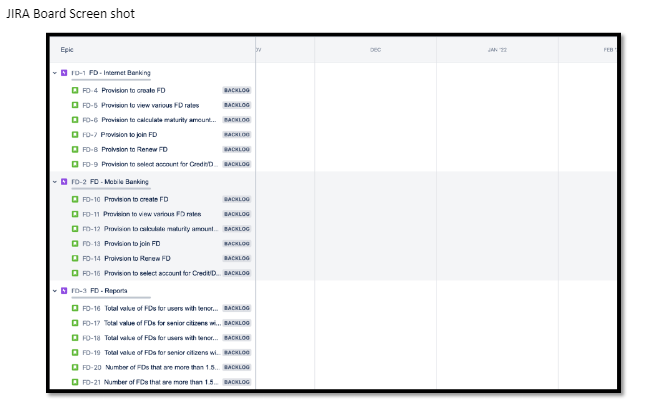 JIRA Board Screen shot
Epic OV DEC JAN '22 FEB '
FD-1 FD - Internet Banking
FD-4 Provision to create FD BACKLOG
FD-5 Provision to view various FD rates BACKLOG
FD-6 Provision to calculate maturity amount... BACKLOG
FD-7 Provision to join FD BACKLOG
FD-8 Proivsion to Renew FD BACKLOG
FD-9 Provision to select account for Credit/D... BACKLOG
FD-2 FD - Mobile Banking
FD-10 Provision to create FD BACKLOG
FD-11 Provision to view various FD rates BACKLOG
FD-12 Provision to calculate maturity amount... BACKLOG
FD-13 Provision to join FD BACKLOG
FD-14 Proivsion to Renew FD BACKLOG
FD-15 Provision to select account for Credit/D... BACKLOG
FD-3 FD - Reports
FD-16 Total value of FDs for users with tenor... BACKLOG
FD-17 Total value of FDs for senior citizens wi... BACKLOG
FD-18 Total value of FDs for users with tenor... BACKLOG
FD-19 Total value of FDs for senior citizens wi... BACKLOG
FD-20 Number of FDs that are more than 1.5... BACKLOG
FD-21 Number of FDs that are more than 1.5... BACKLOG